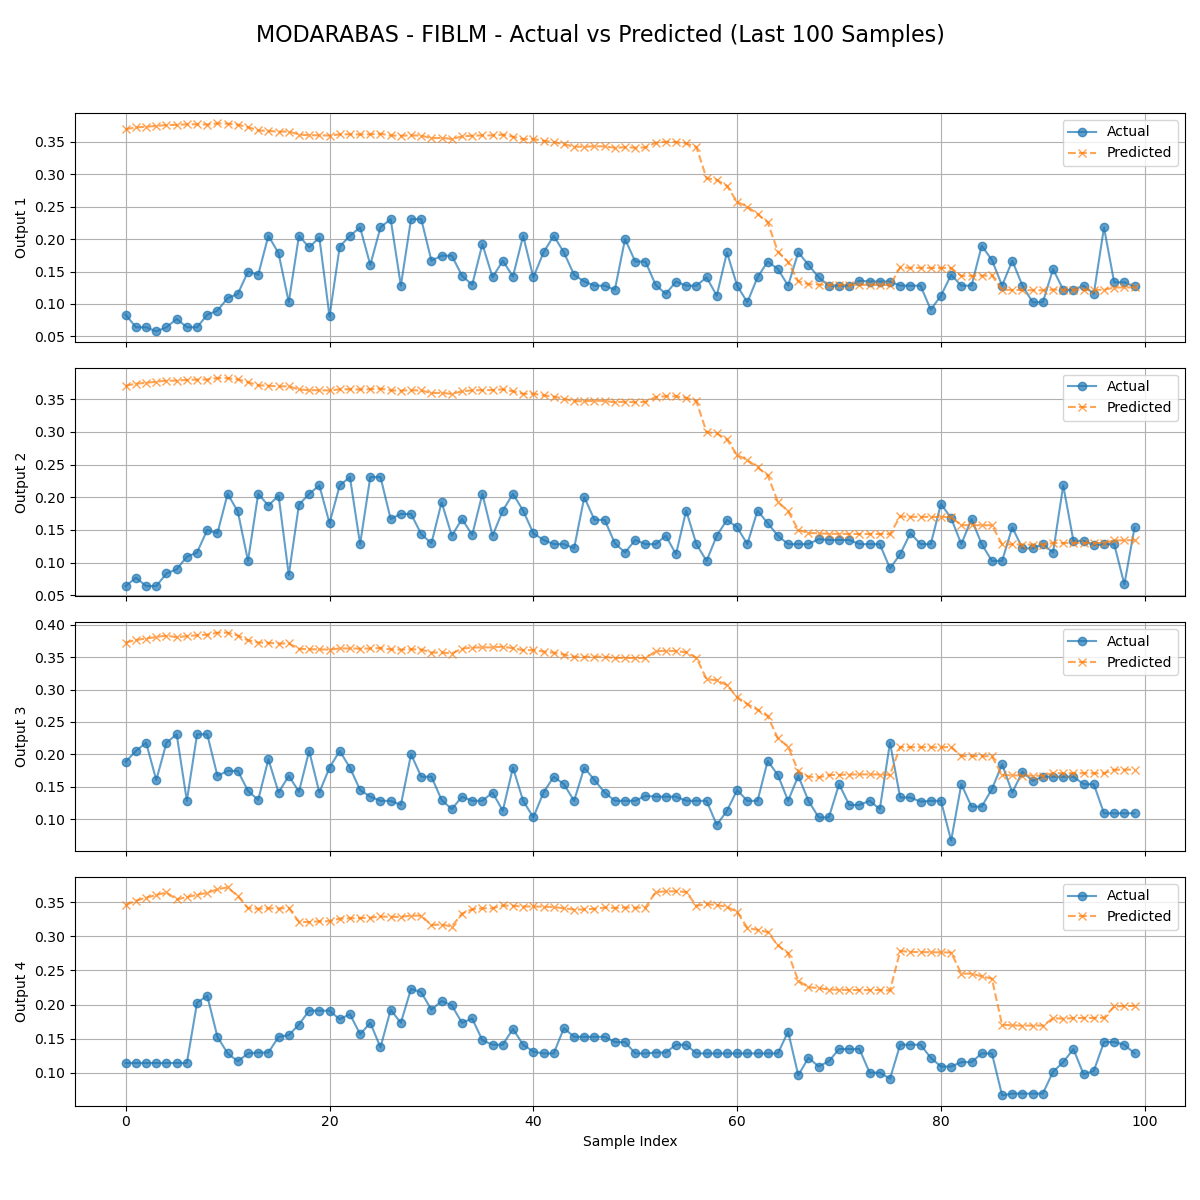 MODARABAS - FIBLM - Actual vs Predicted (Last 100 Samples)
0.35
0.30
0.25
0.20
0.15
0.10
0.05
Output 1
Actual
Predicted
0.35
0.30
0.25
0.20
0.15
0.10
0.05
Output 2
Actual
Predicted
0.40
0.35
0.30
0.25
0.20
0.15
0.10
Output 3
Actual
Predicted
0.35
0.30
0.25
0.20
0.15
0.10
Output 4
Actual
Predicted
0 20 40 60 80 100
Sample Index